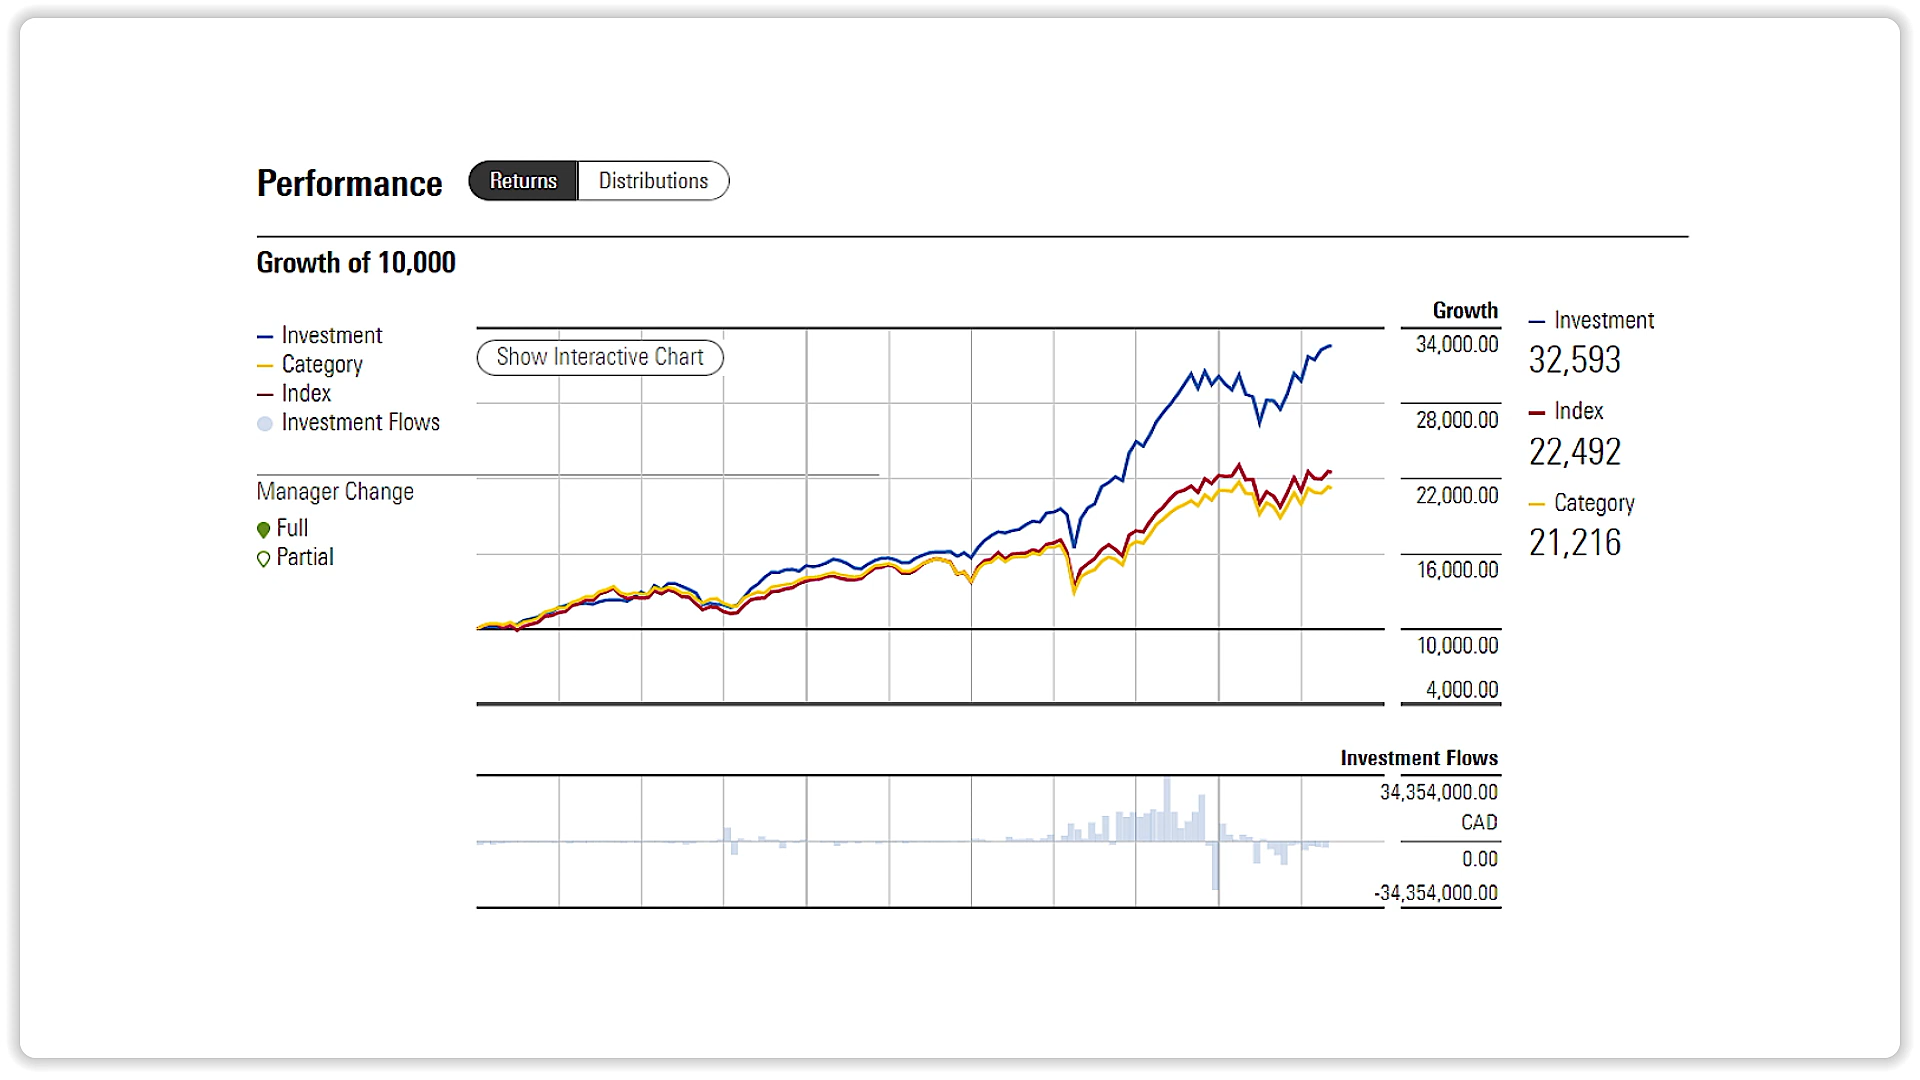 Performance
Returns
Distributions
Growth of 10,000
Investment
Category
Index
Investment Flows
Manager Change
Full
Partial
Show Interactive Chart
Growth
34,000.00
28,000.00
22,000.00
16,000.00
10,000.00
4,000.00
Investment
32,593
Index
22,492
Category
21,216
Investment Flows
34,354,000.00
CAD
0.00
-34,354,000.00